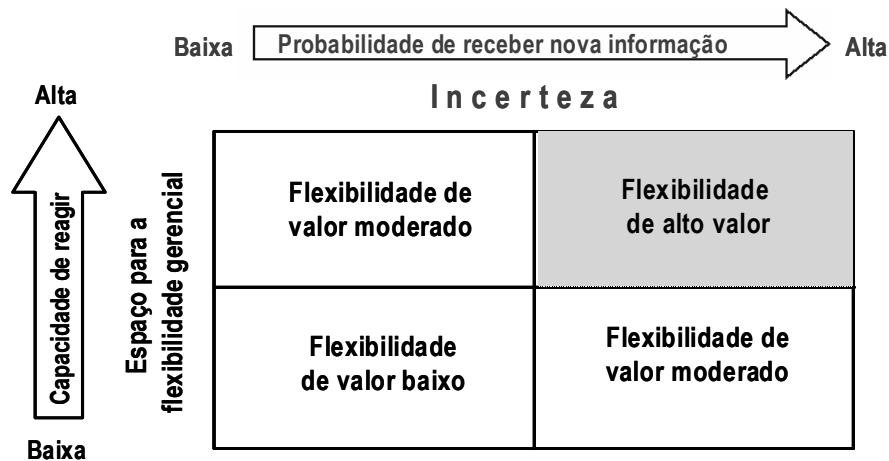 Baixa Probabilidade de receber nova informação Alta
Incerteza
Alta
Capacidade de reagir
Baixa
Espaço para a
flexibilidade gerencial
Flexibilidade de
valor moderado
Flexibilidade
de alto valor
Flexibilidade
de valor baixo
Flexibilidade de
valor moderado